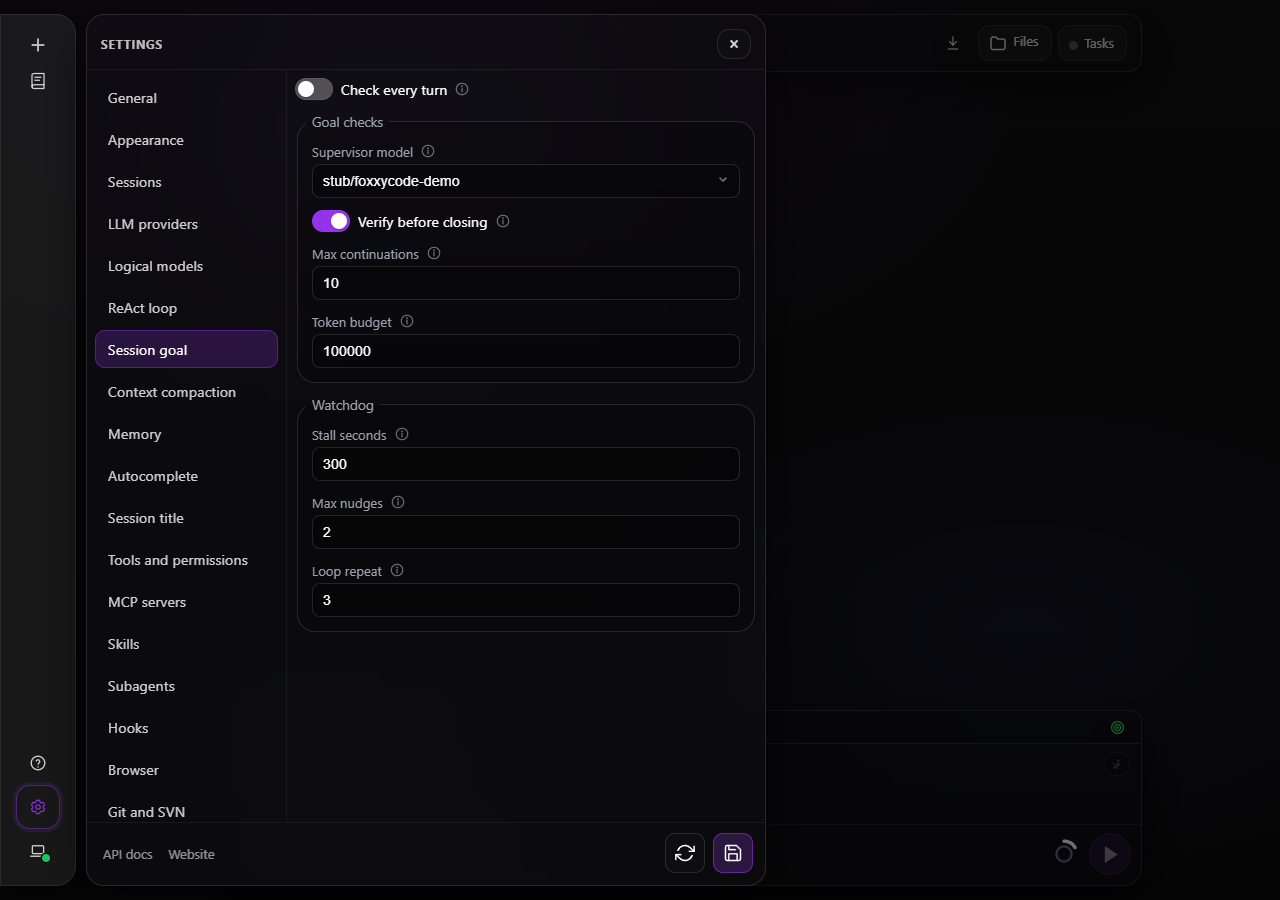 SETTINGS
Files
Tasks
General
Appearance
Sessions
LLM providers
Logical models
ReAct loop
Session goal
Context compaction
Memory
Autocomplete
Session title
Tools and permissions
MCP servers
Skills
Subagents
Hooks
Browser
Git and SVN
Check every turn
Goal checks
Supervisor model
stub/foxxycode-demo
Verify before closing
Max continuations
10
Token budget
100000
Watchdog
Stall seconds
300
Max nudges
2
Loop repeat
3
API docs
Website